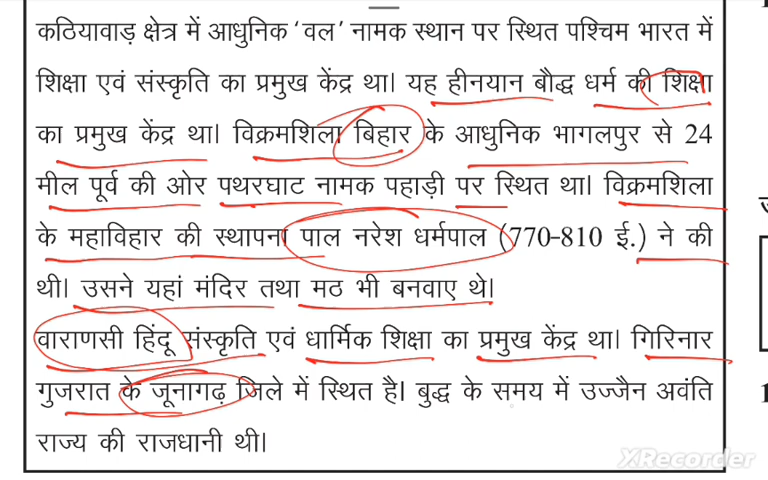 कठियावाड़ क्षेत्र में आधुनिक 'वल' नामक स्थान पर स्थित पश्चिम भारत में
शिक्षा एवं संस्कृति का प्रमुख केंद्र था। यह हीनयान बौद्ध धर्म की शिक्षा
का प्रमुख केंद्र था। विक्रमशिला बिहार के आधुनिक भागलपुर से 24
मील पूर्व की ओर पथरघाट नामक पहाड़ी पर स्थित था। विक्रमशिला
के महाविहार की स्थापना पाल नरेश धर्मपाल (770-810 ई.) ने की
थी। उसने यहां मंदिर तथा मठ भी बनवाए थे।
वाराणसी हिंदू संस्कृति एवं धार्मिक शिक्षा का प्रमुख केंद्र था। गिरिनार
गुजरात के जूनागढ़ जिले में स्थित है। बुद्ध के समय में उज्जैन अवंति
राज्य की राजधानी थी।
XRecorder